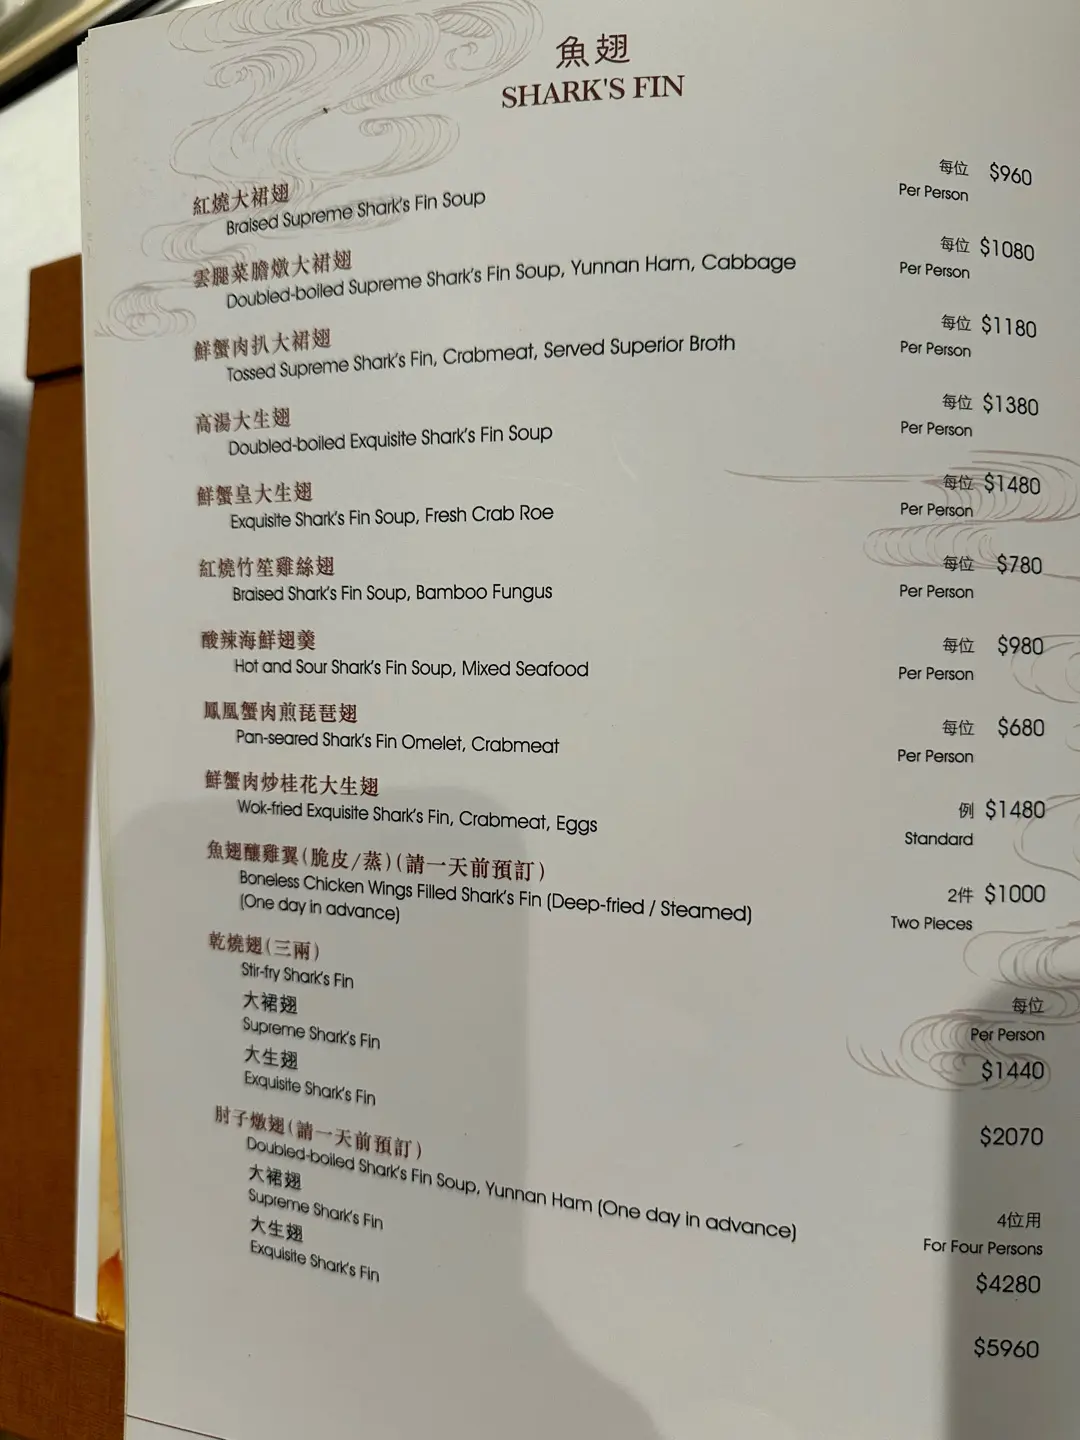 魚翅
SHARK'S FIN
紅燒大裙翅 每位 $960
Braised Supreme Shark's Fin Soup Per Person
雲腿菜膽燉大裙翅 每位 $1080
Doubled-boiled Supreme Shark's Fin Soup, Yunnan Ham, Cabbage Per Person
鮮蟹肉扒大裙翅 每位 $1180
Tossed Supreme Shark's Fin, Crabmeat, Served Superior Broth Per Person
高湯大生翅 每位 $1380
Doubled-boiled Exquisite Shark's Fin Soup Per Person
鮮蟹皇大生翅 每位 $1480
Exquisite Shark's Fin Soup, Fresh Crab Roe Per Person
紅燒竹笙雞絲翅 每位 $780
Braised Shark's Fin Soup, Bamboo Fungus Per Person
酸辣海鮮翅羹 每位 $980
Hot and Sour Shark's Fin Soup, Mixed Seafood Per Person
鳳凰蟹肉煎琵琶翅 每位 $680
Pan-seared Shark's Fin Omelet, Crabmeat Per Person
鮮蟹肉炒桂花大生翅 例 $1480
Wok-fried Exquisite Shark's Fin, Crabmeat, Eggs Standard
魚翅釀雞翼(脆皮/蒸)(請一天前預訂) 2件 $1000
Boneless Chicken Wings Filled Shark's Fin (Deep-fried / Steamed) Two Pieces
(One day in advance)
乾燒翅(三兩) 每位
Stir-fry Shark's Fin Per Person
大裙翅 $1440
Supreme Shark's Fin
大生翅 $2070
Exquisite Shark's Fin
肘子燉翅(請一天前預訂) 4位用
Doubled-boiled Shark's Fin Soup, Yunnan Ham (One day in advance) For Four Persons
大裙翅 $4280
Supreme Shark's Fin
大生翅 $5960
Exquisite Shark's Fin